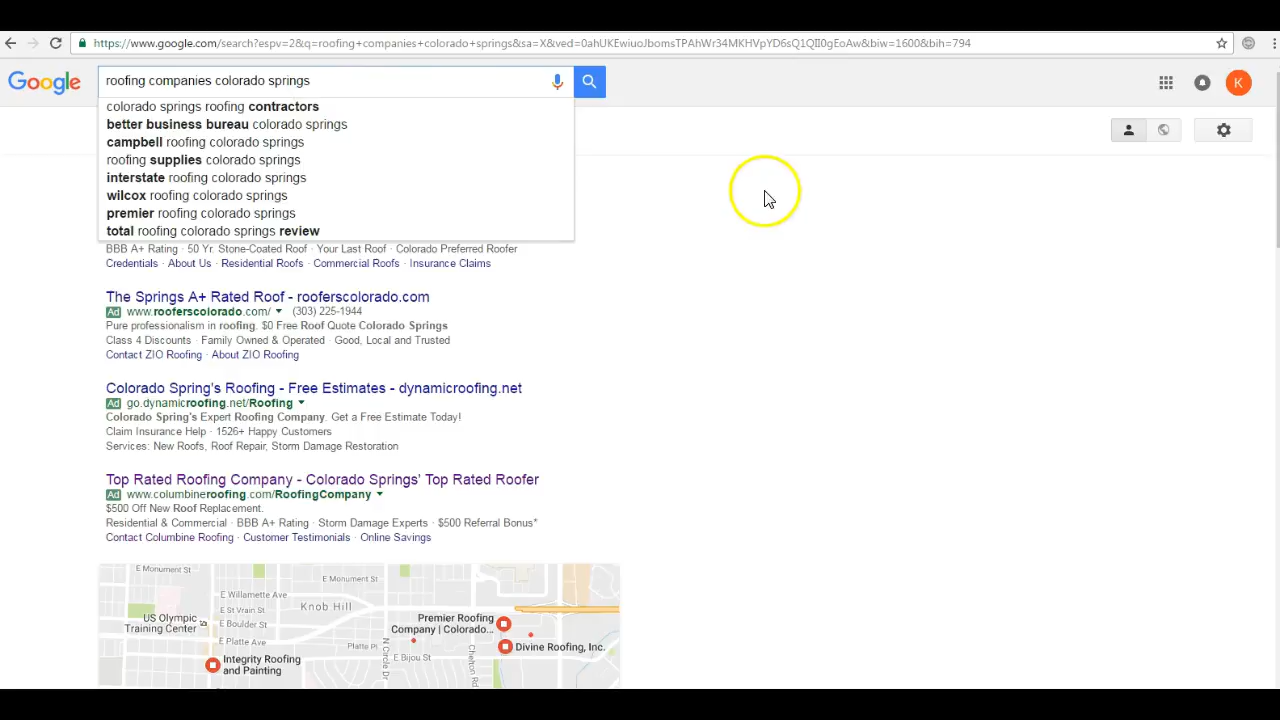 https://www.google.com/search?espv=2&q=roofing+companies+colorado+springs&sa=X&ved=0ahUKEwiuoJbomsTPAhWr34MKHVpYD6sQ1QII0gEoAw&biw=1600&bih=794
Google
roofing companies colorado springs
K
colorado springs roofing contractors
better business bureau colorado springs
campbell roofing colorado springs
roofing supplies colorado springs
interstate roofing colorado springs
wilcox roofing colorado springs
premier roofing colorado springs
total roofing colorado springs review
BBB A+ Rating · 50 Yr. Stone-Coated Roof · Your Last Roof · Colorado Preferred Roofer
Credentials · About Us · Residential Roofs · Commercial Roofs · Insurance Claims
The Springs A+ Rated Roof - rooferscolorado.com
Ad www.rooferscolorado.com/ (303) 225-1944
Pure professionalism in roofing. $0 Free Roof Quote Colorado Springs
Class 4 Discounts · Family Owned & Operated · Good, Local and Trusted
Contact ZIO Roofing · About ZIO Roofing
Colorado Spring's Roofing - Free Estimates - dynamicroofing.net
Ad go.dynamicroofing.net/Roofing
Colorado Spring's Expert Roofing Company. Get a Free Estimate Today!
Claim Insurance Help · 1526+ Happy Customers
Services: New Roofs, Roof Repair, Storm Damage Restoration
Top Rated Roofing Company - Colorado Springs' Top Rated Roofer
Ad www.columbineroofing.com/RoofingCompany
$500 Off New Roof Replacement.
Residential & Commercial · BBB A+ Rating · Storm Damage Experts · $500 Referral Bonus*
Contact Columbine Roofing · Customer Testimonials · Online Savings
E Monument St
E Monument St
E Willamette Ave
E St Vrain St
Knob Hill
E Boulder St
US Olympic
Training Center
E Platte Ave
Platte Pl
N Circle Dr
Chelton Rd
Premier Roofing
Company | Colorado...
Divine Roofing, Inc.
E Bijou St
Integrity Roofing
and Painting